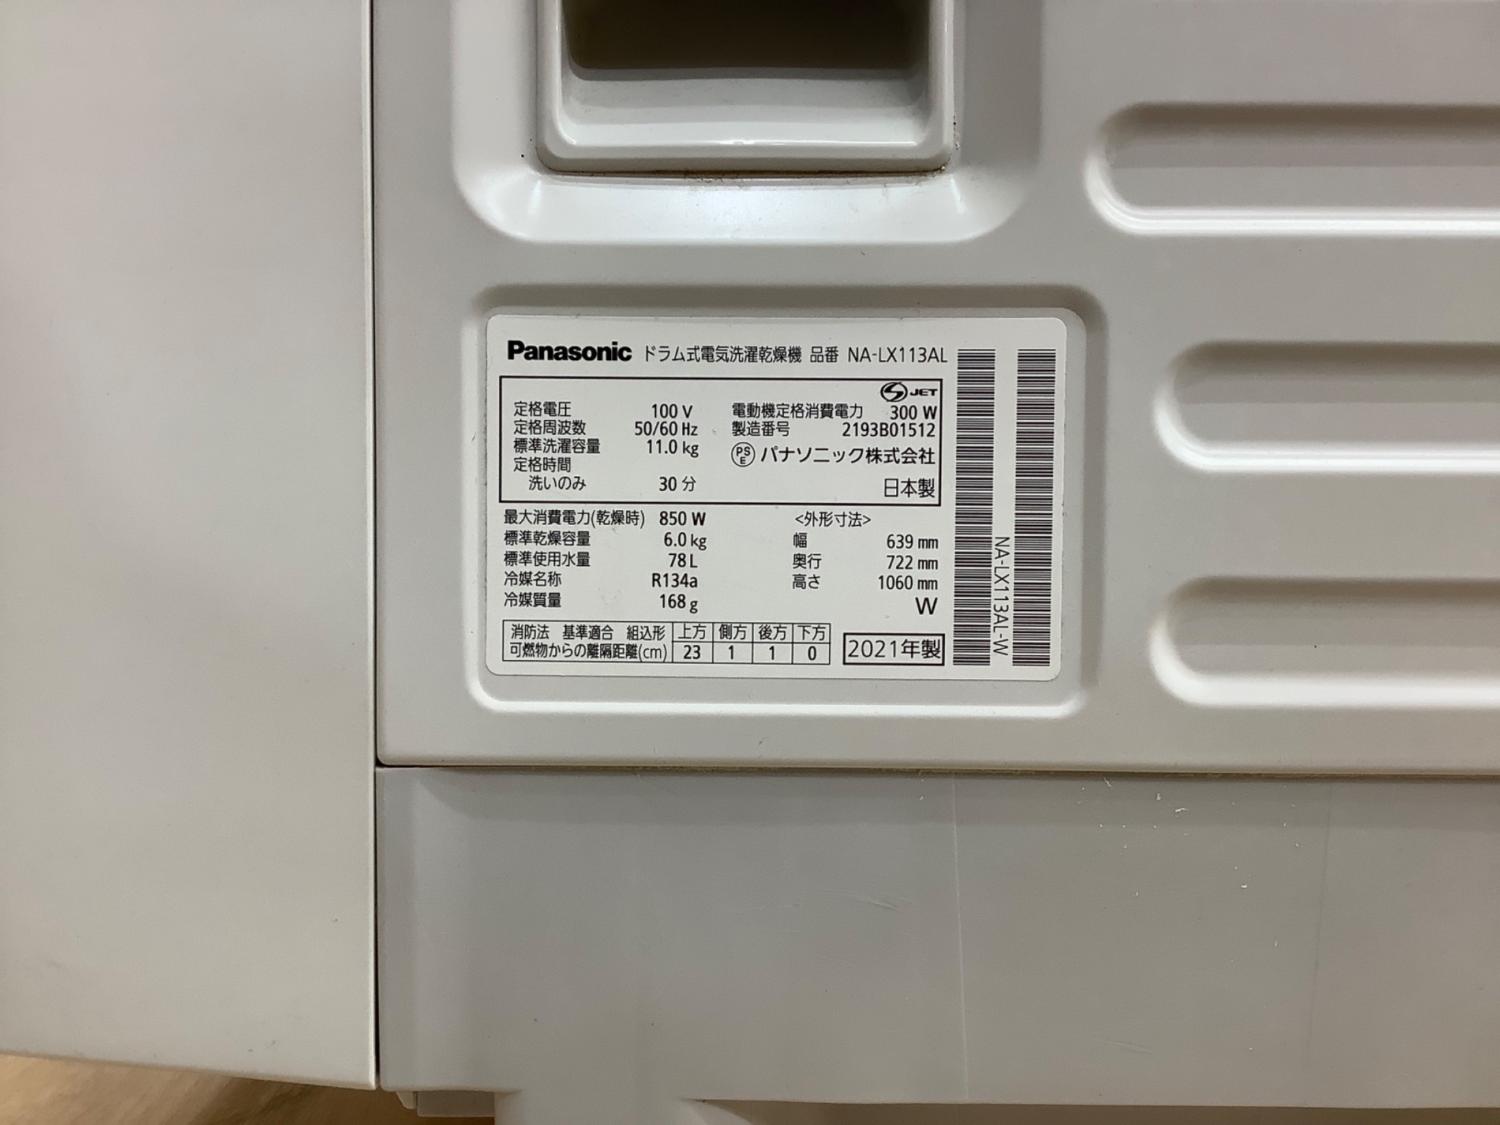 Panasonic ドラム式電気洗濯乾燥機 品番 NA-LX113AL
JET
定格電圧 100 V 電動機定格消費電力 300 W
定格周波数 50/60 Hz 製造番号 2193B01512
標準洗濯容量 11.0 kg
PSE パナソニック株式会社
定格時間
洗いのみ 30 分 日本製
最大消費電力(乾燥時) 850 W <外形寸法>
標準乾燥容量 6.0 kg 幅 639 mm
標準使用水量 78 L 奥行 722 mm
冷媒名称 R134a 高さ 1060 mm
冷媒質量 168 g W
消防法 基準適合 組込形 上方 側方 後方 下方
可燃物からの離隔距離(cm) 23 1 1 0
2021年製
NA-LX113AL-W